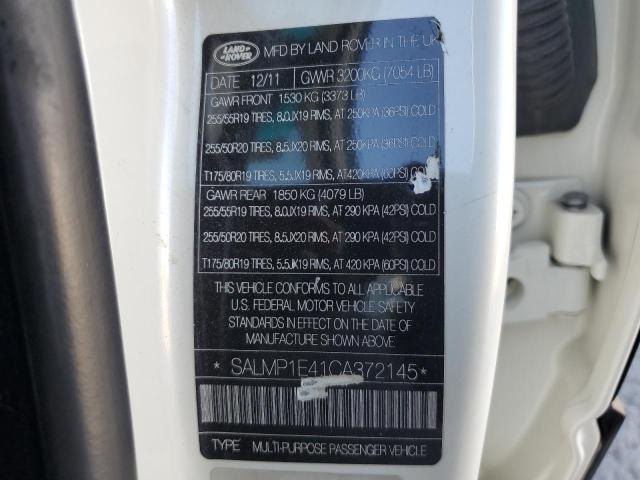 LAND ROVER
MFD BY LAND ROVER IN THE UK
DATE 12/11 GVWR 3200KG (7054 LB)
GAWR FRONT 1530 KG (3373 LB)
255/55R19 TIRES, 8.0JX19 RIMS, AT 250KPA (36PSI) COLD
255/50R20 TIRES, 8.5JX20 RIMS, AT 250KPA (36PSI) COLD
T175/80R19 TIRES, 5.5JX19 RIMS, AT420KPA (60PSI) COLD
GAWR REAR 1850 KG (4079 LB)
255/55R19 TIRES, 8.0JX19 RIMS, AT 290 KPA (42PSI) COLD
255/50R20 TIRES, 8.5JX20 RIMS, AT 290 KPA (42PSI) COLD
T175/80R19 TIRES, 5.5JX19 RIMS, AT 420 KPA (60PSI) COLD
THIS VEHICLE CONFORMS TO ALL APPLICABLE
U.S. FEDERAL MOTOR VEHICLE SAFETY
STANDARDS IN EFFECT ON THE DATE OF
MANUFACTURE SHOWN ABOVE.
* SALMP1E41CA372145 *
TYPE MULTI-PURPOSE PASSENGER VEHICLE